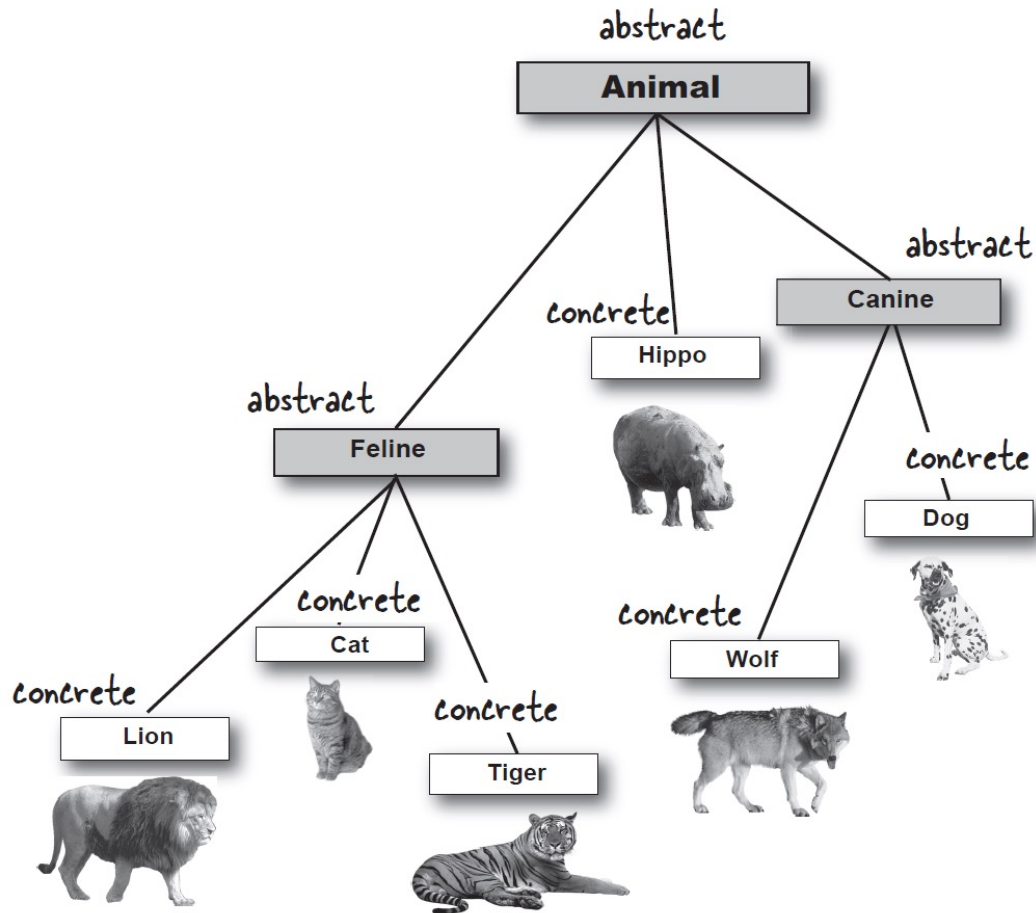 abstract
Animal
abstract
Canine
concrete
Hippo
abstract
Feline
concrete
Dog
concrete
Cat
concrete
Wolf
concrete
Lion
concrete
Tiger